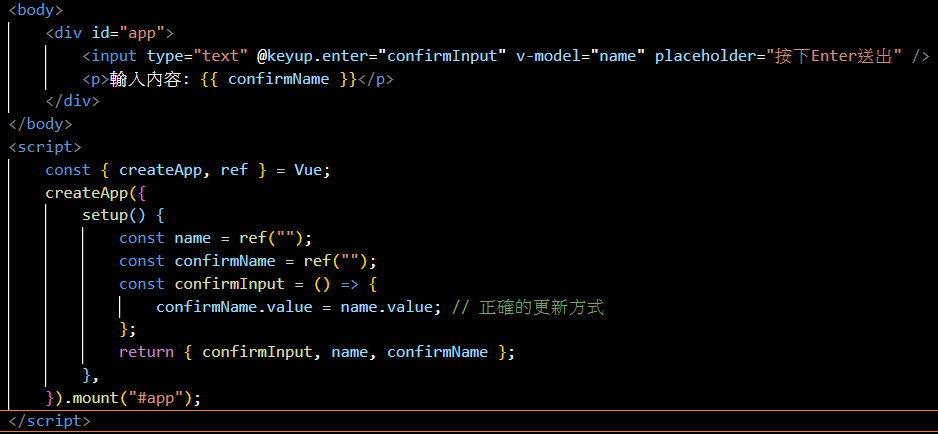 <body>
<div id="app">
<input type="text" @keyup.enter="confirmInput" v-model="name" placeholder="按下Enter送出" />
<p>輸入內容: {{ confirmName }}</p>
</div>
</body>
<script>
const { createApp, ref } = Vue;
createApp({
setup() {
const name = ref("");
const confirmName = ref("");
const confirmInput = () => {
confirmName.value = name.value; // 正確的更新方式
};
return { confirmInput, name, confirmName };
},
}).mount("#app");
</script>